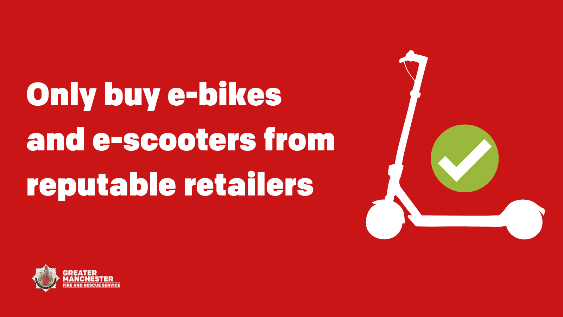 Only buy e-bikes
and e-scooters from
reputable retailers
GREATER
MANCHESTER
FIRE AND RESCUE SERVICE